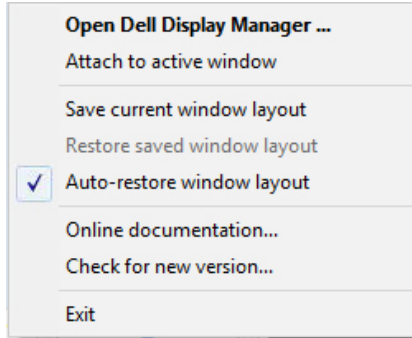 Open Dell Display Manager ...
Attach to active window
Save current window layout
Restore saved window layout
Auto-restore window layout
Online documentation...
Check for new version...
Exit